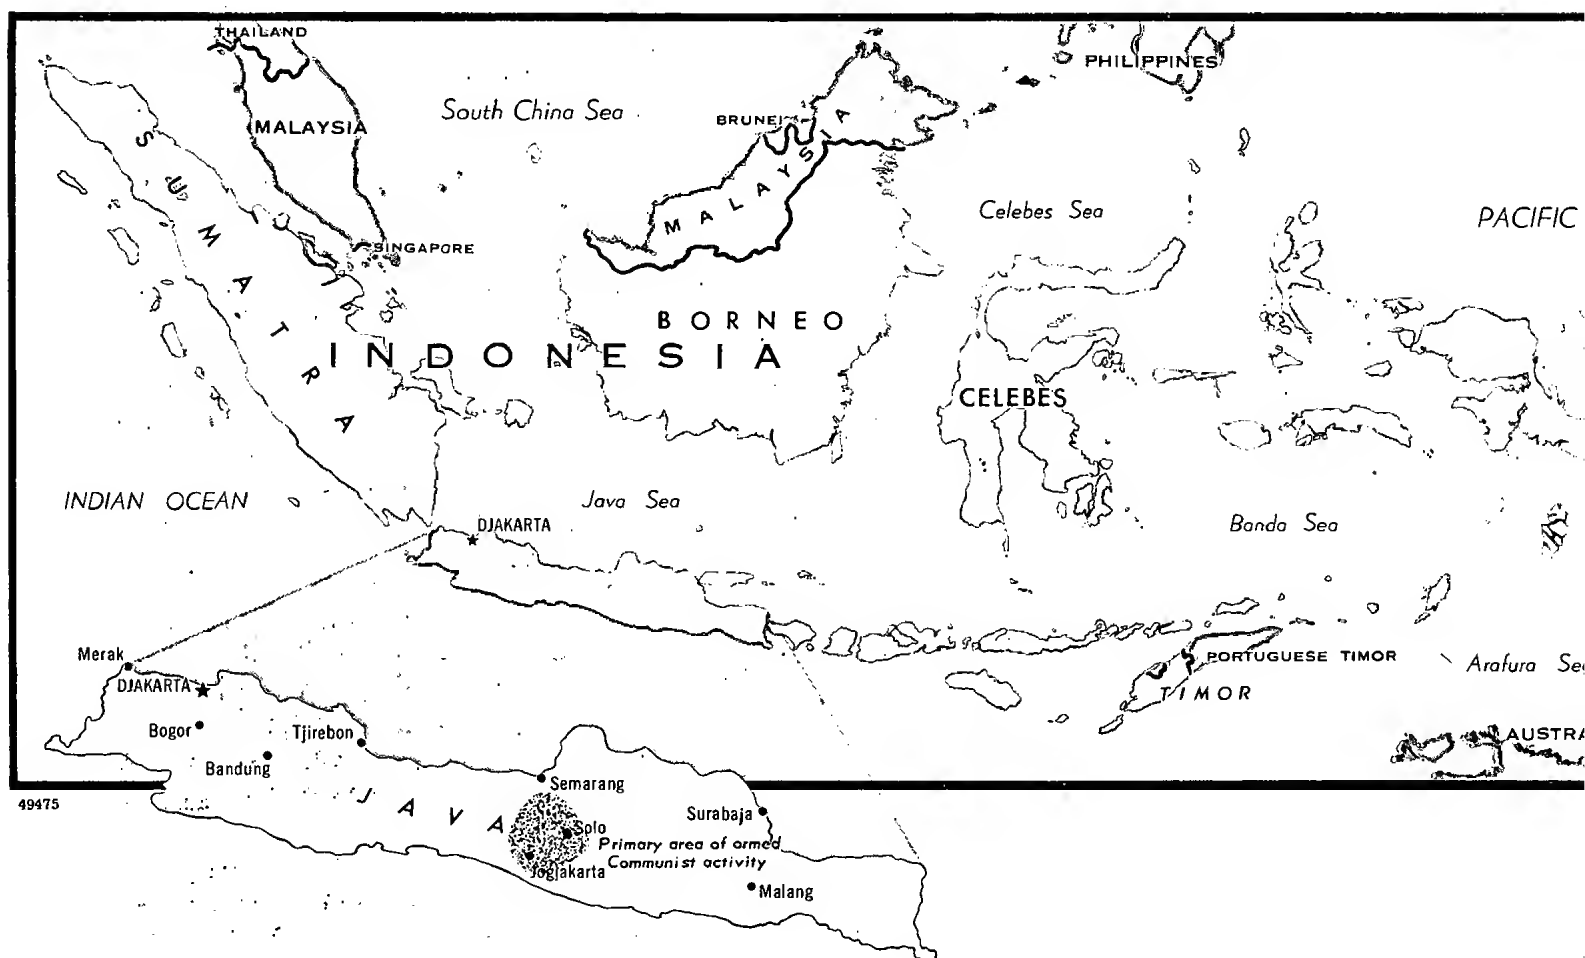 THAILAND
PHILIPPINES
South China Sea
MALAYSIA
BRUNEI
MALAYSIA
SUMATRA
Celebes Sea
PACIFIC
SINGAPORE
BORNEO
INDONESIA
CELEBES
INDIAN OCEAN
Java Sea
DJAKARTA
Banda Sea
Merak
PORTUGUESE TIMOR
Arafura
DJAKARTA
TIMOR
Bogor
Tjirebon
Bandung
Semarang
49475
JAVA
Surabaja
Solo
Primary area of ormed
Communist activity
Jogjakarta
Malang